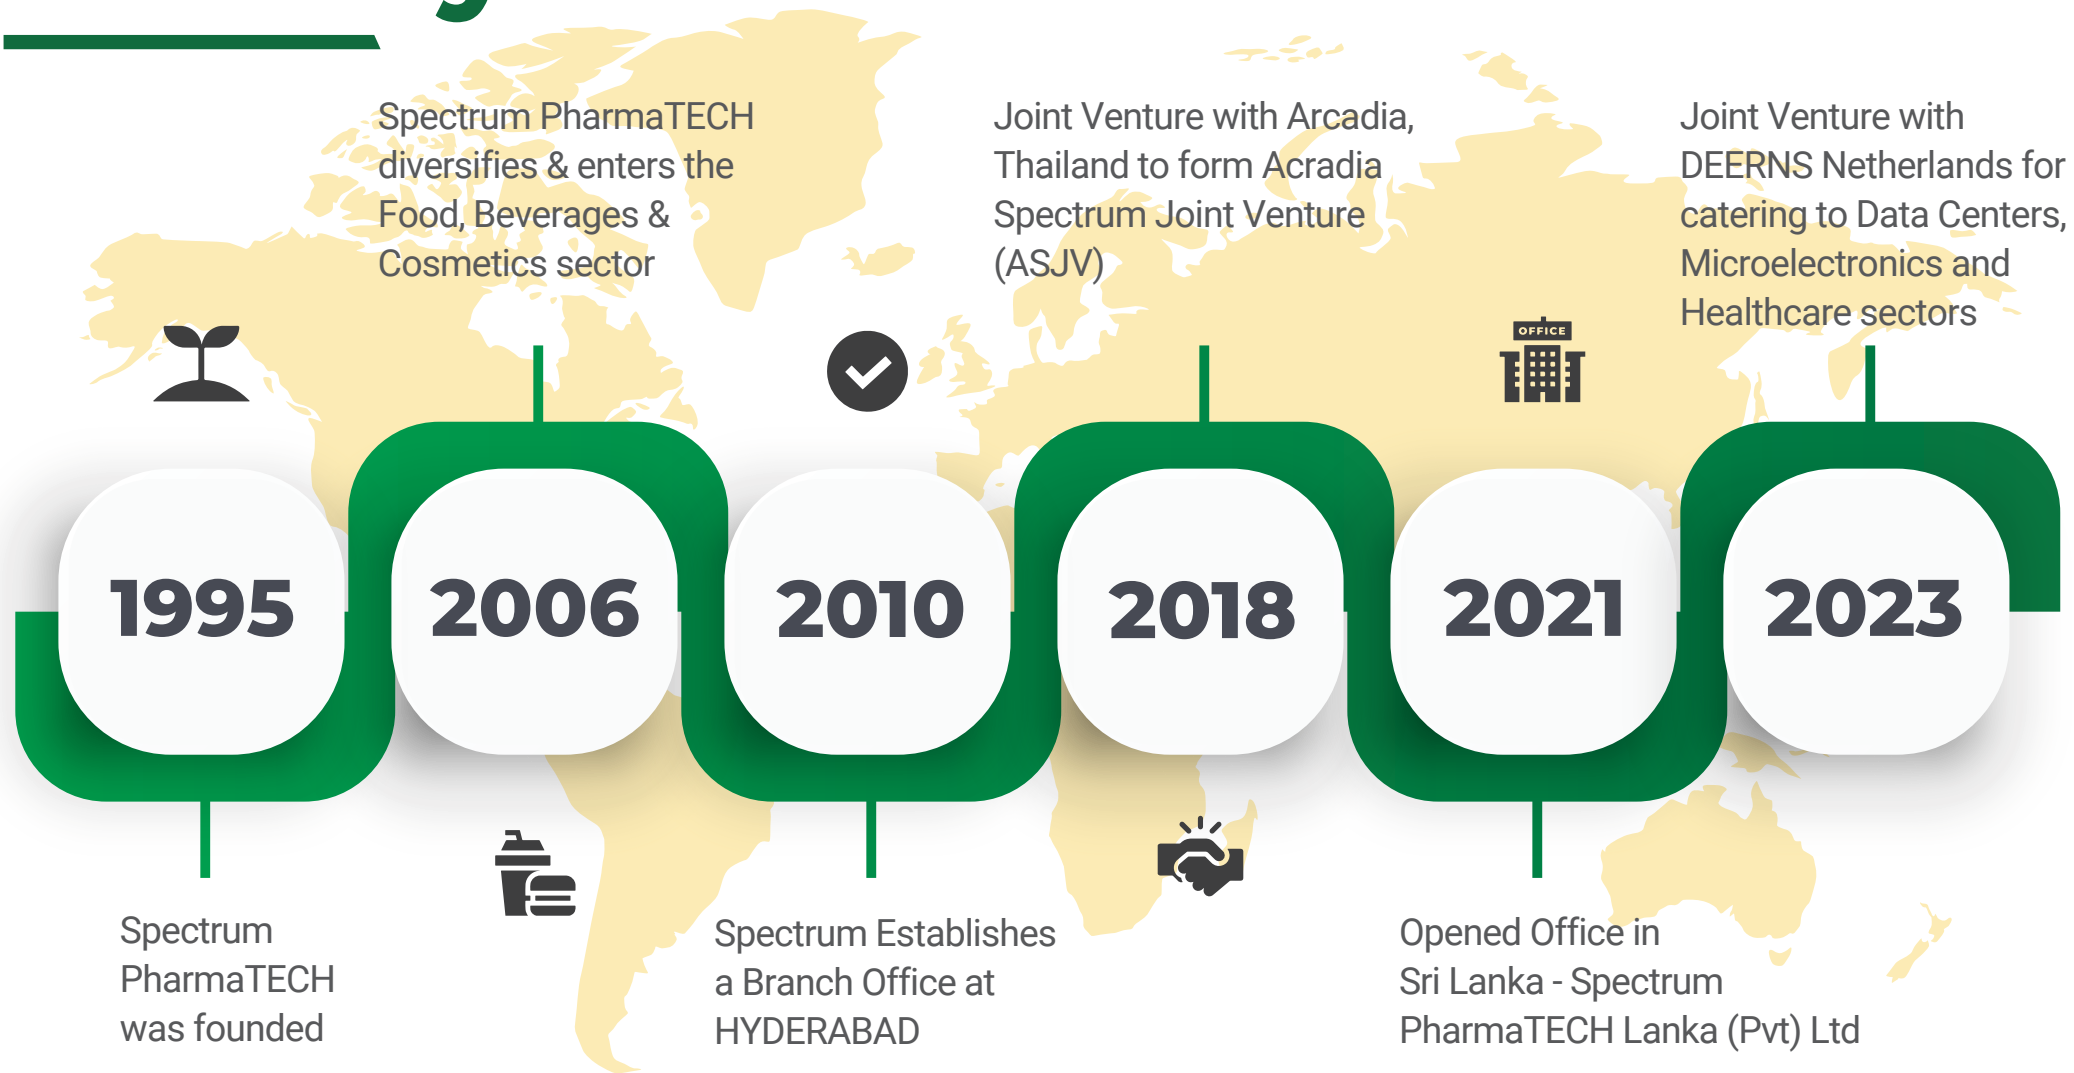 Spectrum PharmaTECH
diversifies & enters the
Food, Beverages &
Cosmetics sector
Joint Venture with Arcadia,
Thailand to form Acradia
Spectrum Joint Venture
(ASJV)
Joint Venture with
DEERNS Netherlands for
catering to Data Centers,
Microelectronics and
Healthcare sectors
OFFICE
1995
2006
2010
2018
2021
2023
Spectrum
PharmaTECH
was founded
Spectrum Establishes
a Branch Office at
HYDERABAD
Opened Office in
Sri Lanka - Spectrum
PharmaTECH Lanka (Pvt) Ltd